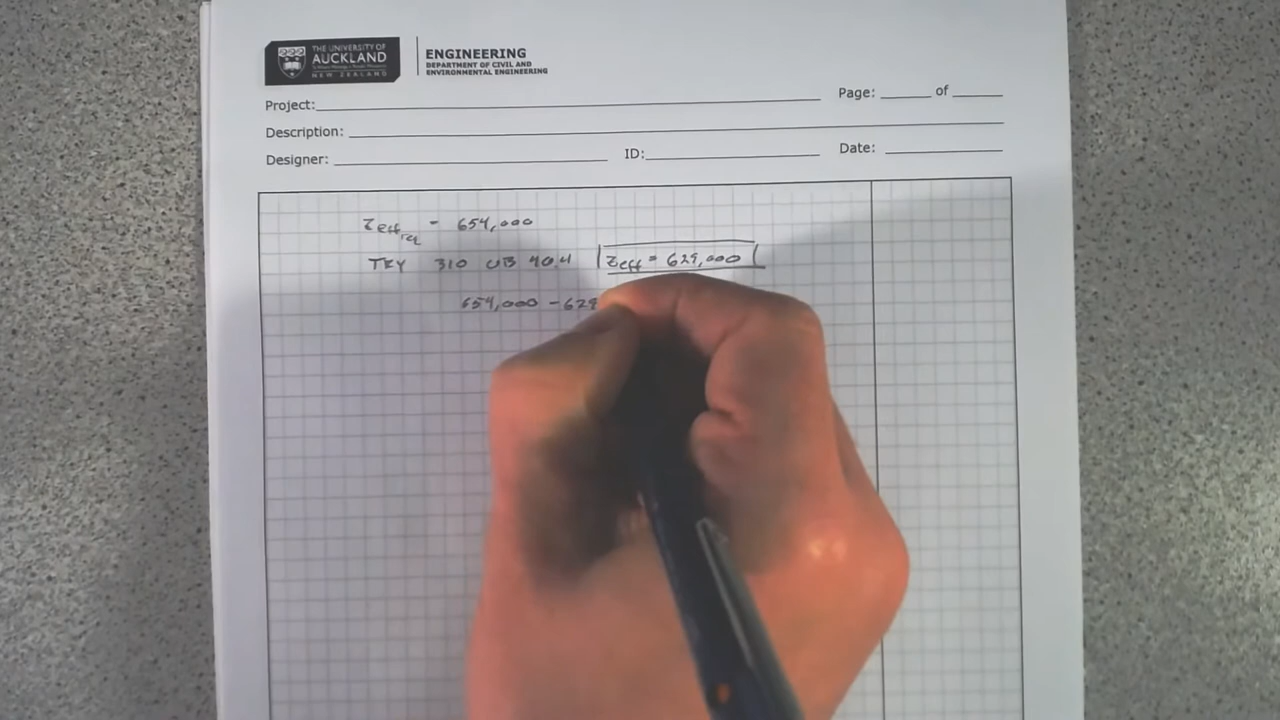 THE UNIVERSITY OF
AUCKLAND
NEW ZEALAND
ENGINEERING
DEPARTMENT OF CIVIL AND
ENVIRONMENTAL ENGINEERING
Project:
Page: of
Description:
Designer: ID: Date:
Zeff req = 654,000
TRY 310 UB 40.4 Zeff = 629,000
654,000 - 629